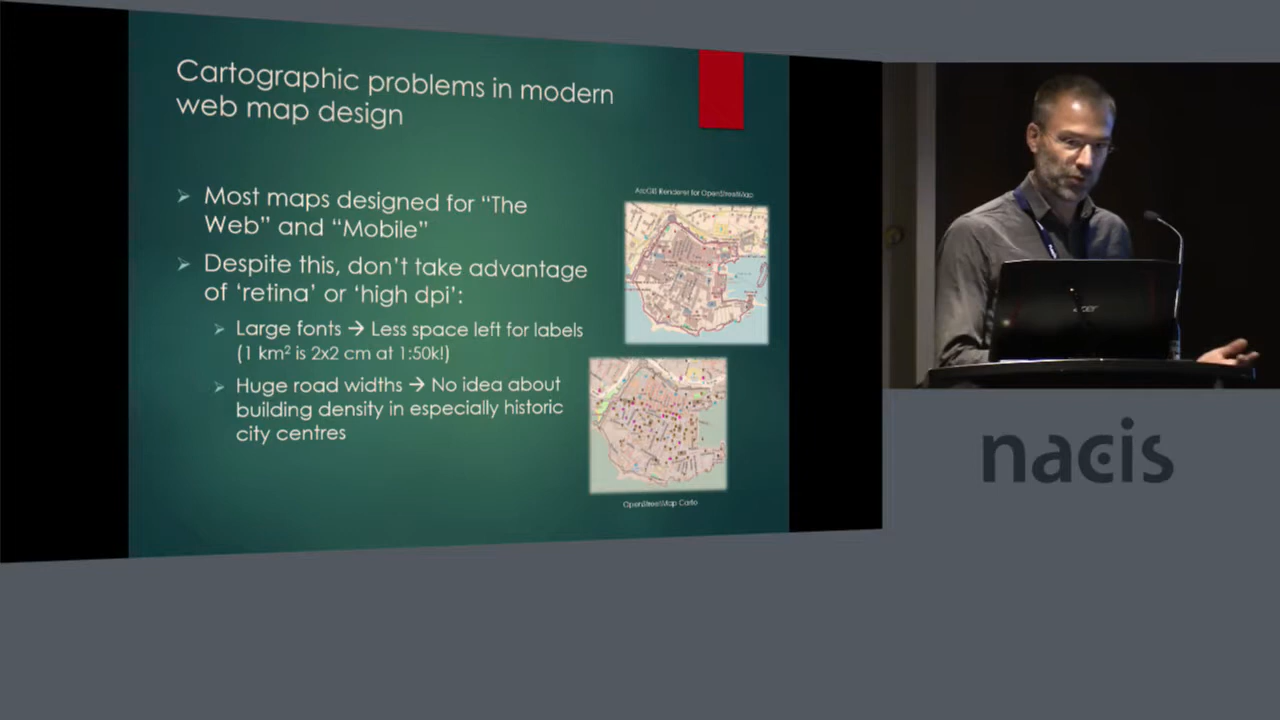 Cartographic problems in modern
web map design
Most maps designed for “The
Web” and “Mobile”
Despite this, don’t take advantage
of ‘retina’ or ‘high dpi’:
Large fonts → Less space left for labels
(1 km² is 2x2 cm at 1:50k!)
Huge road widths → No idea about
building density in especially historic
city centres
ArcGIS Renderer for OpenStreetMap
OpenStreetMap Carto
acer
nacis